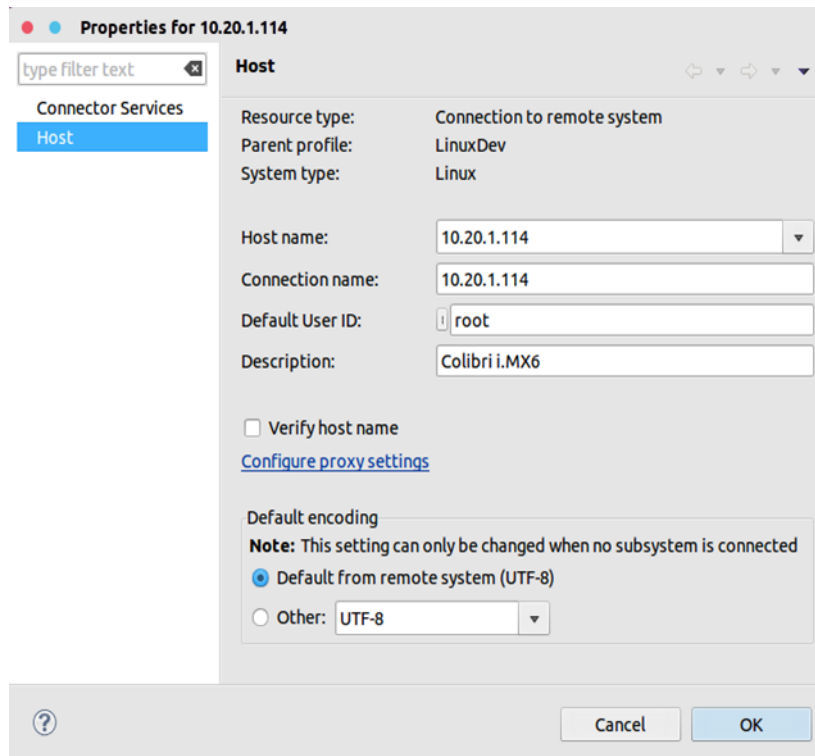 Properties for 10.20.1.114
type filter text
Connector Services
Host
Host
Resource type: Connection to remote system
Parent profile: LinuxDev
System type: Linux
Host name: 10.20.1.114
Connection name: 10.20.1.114
Default User ID: root
Description: Colibri i.MX6
Verify host name
Configure proxy settings
Default encoding
Note: This setting can only be changed when no subsystem is connected
Default from remote system (UTF-8)
Other: UTF-8
? Cancel OK